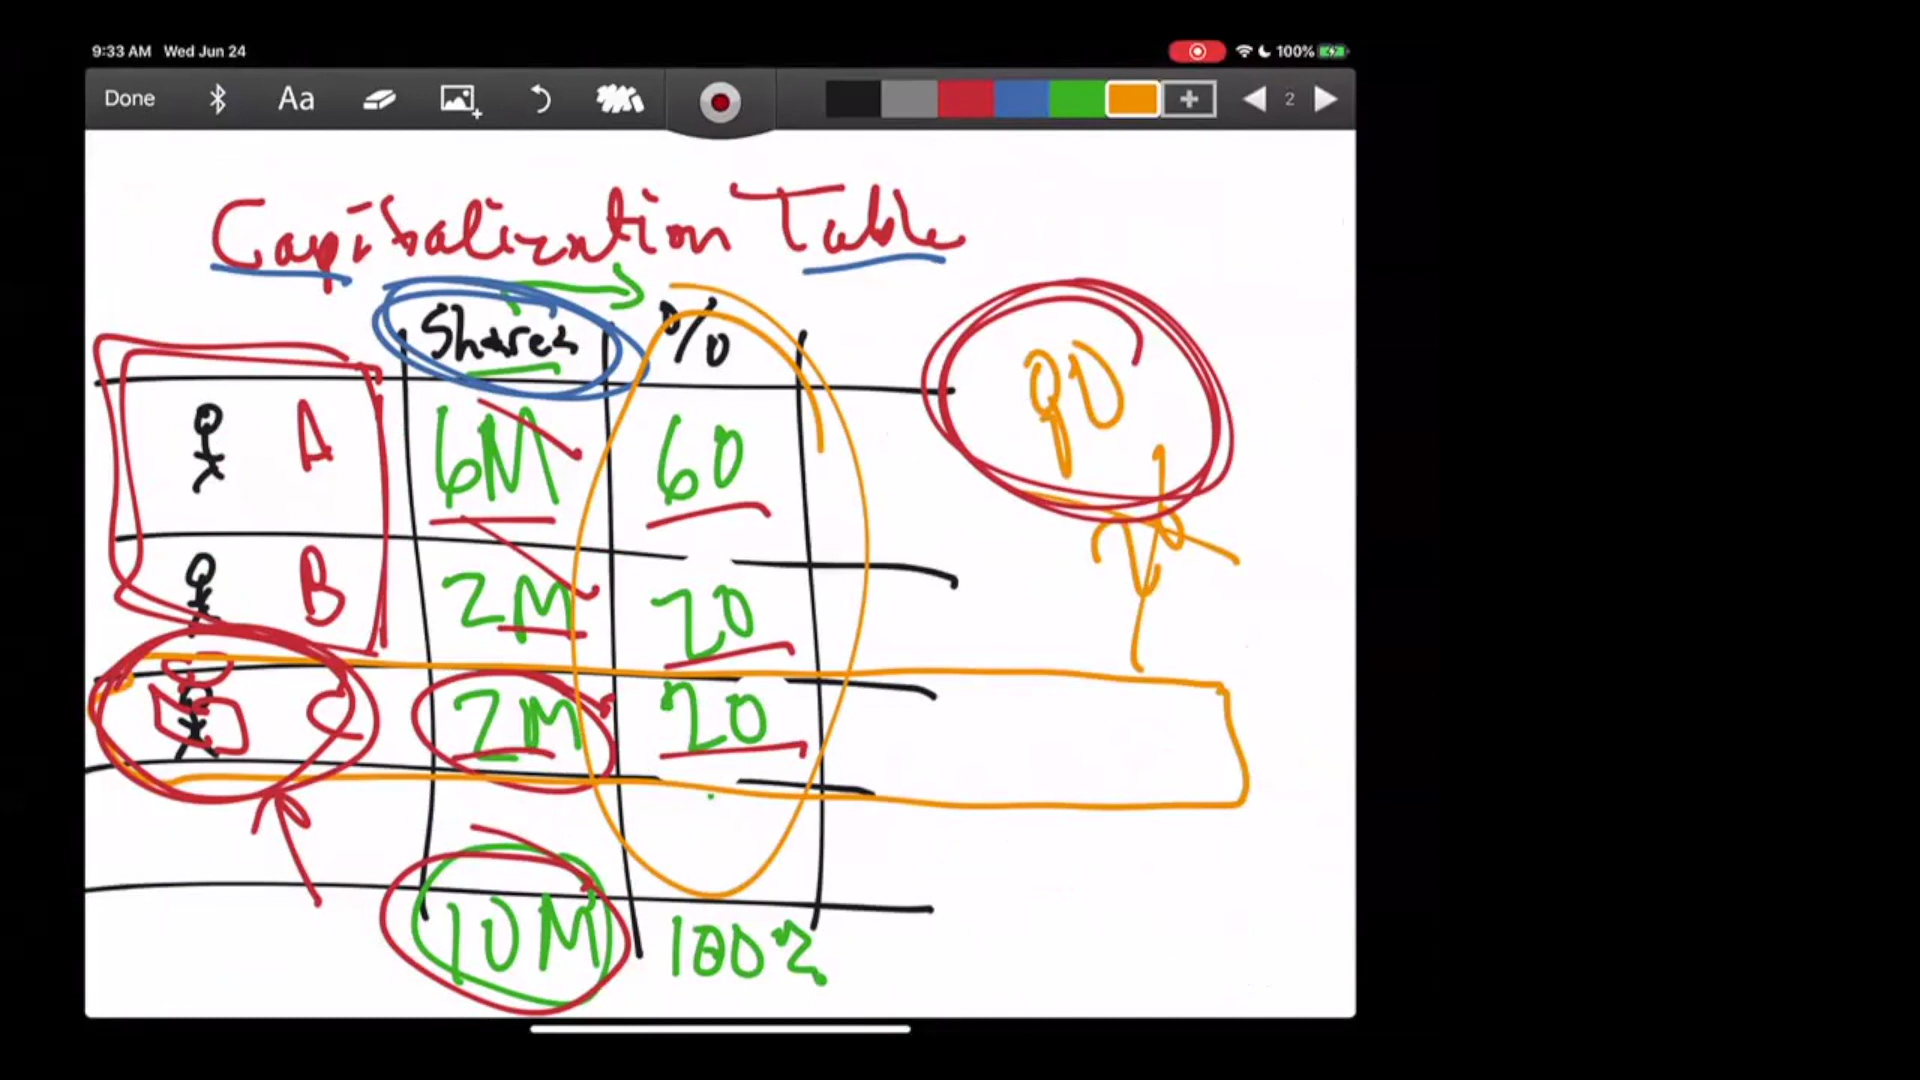 9:33 AM Wed Jun 24 100%
Done Aa 2
Capitalization Table
Shares %
A 6M 60
B 2M 20
C 2M 20
10M 100%